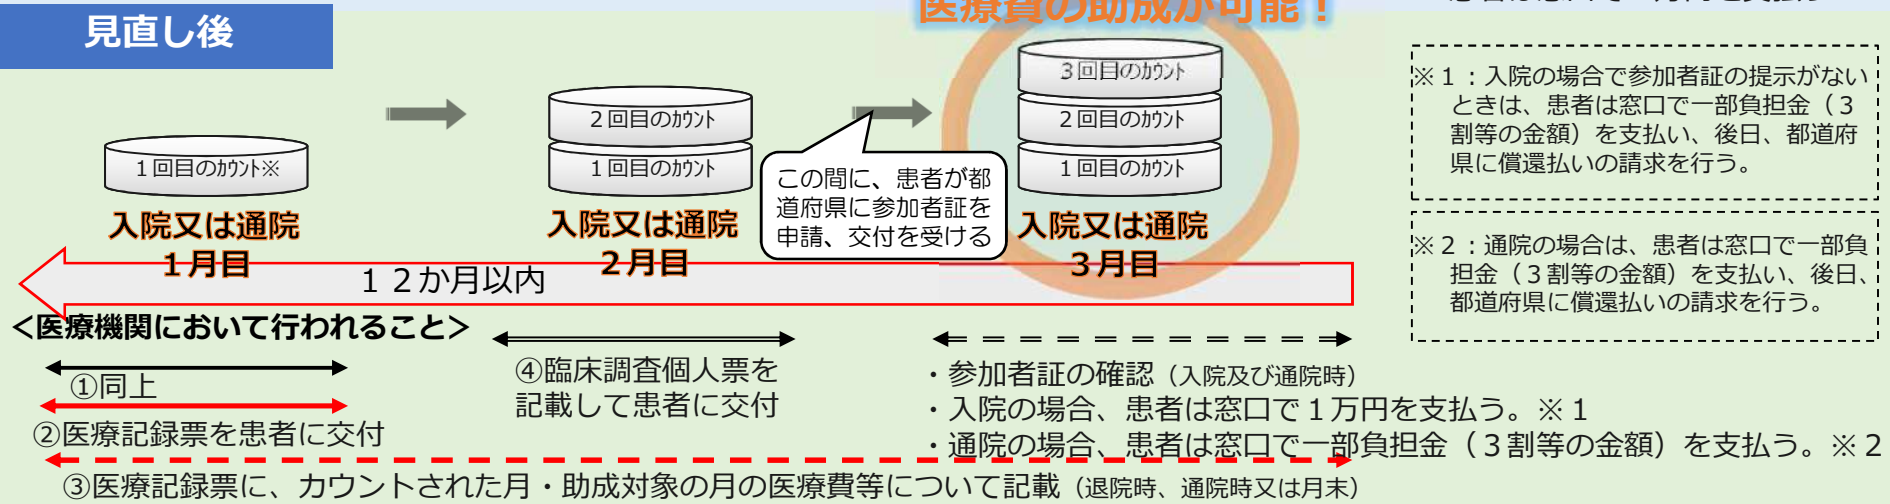 医療費の助成が可能！
見直し後
3回目のカウント
2回目のカウント
2回目のカウント
1回目のカウント※
1回目のカウント
1回目のカウント
この間に、患者が都
道府県に参加者証を
申請、交付を受ける
入院又は通院
１月目
入院又は通院
２月目
入院又は通院
３月目
１２か月以内
※１：入院の場合で参加者証の提示がない
ときは、患者は窓口で一部負担金（３
割等の金額）を支払い、後日、都道府
県に償還払いの請求を行う。
※２：通院の場合は、患者は窓口で一部負
担金（３割等の金額）を支払い、後日、
都道府県に償還払いの請求を行う。
＜医療機関において行われること＞
①同上
②医療記録票を患者に交付
④臨床調査個人票を
記載して患者に交付
・参加者証の確認（入院及び通院時）
・入院の場合、患者は窓口で１万円を支払う。※１
・通院の場合、患者は窓口で一部負担金（３割等の金額）を支払う。※２
③医療記録票に、カウントされた月・助成対象の月の医療費等について記載（退院時、通院時又は月末）